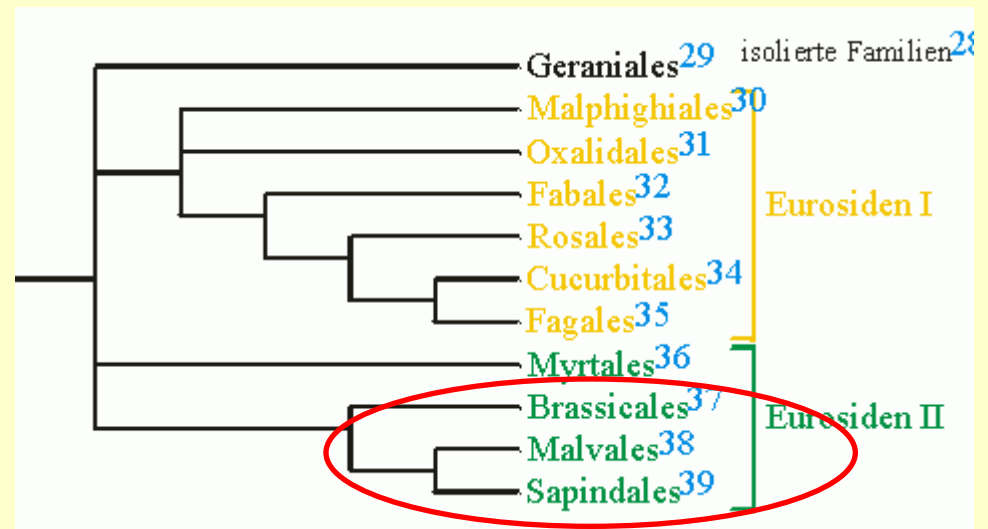 isolierte Familien28
Geraniales29
Malphighiales30
Oxalidales31
Fabales32
Eurosiden I
Rosales33
Cucurbitales34
Fagales35
Myrtales36
Brassicales37
Eurosiden II
Malvales38
Sapindales39